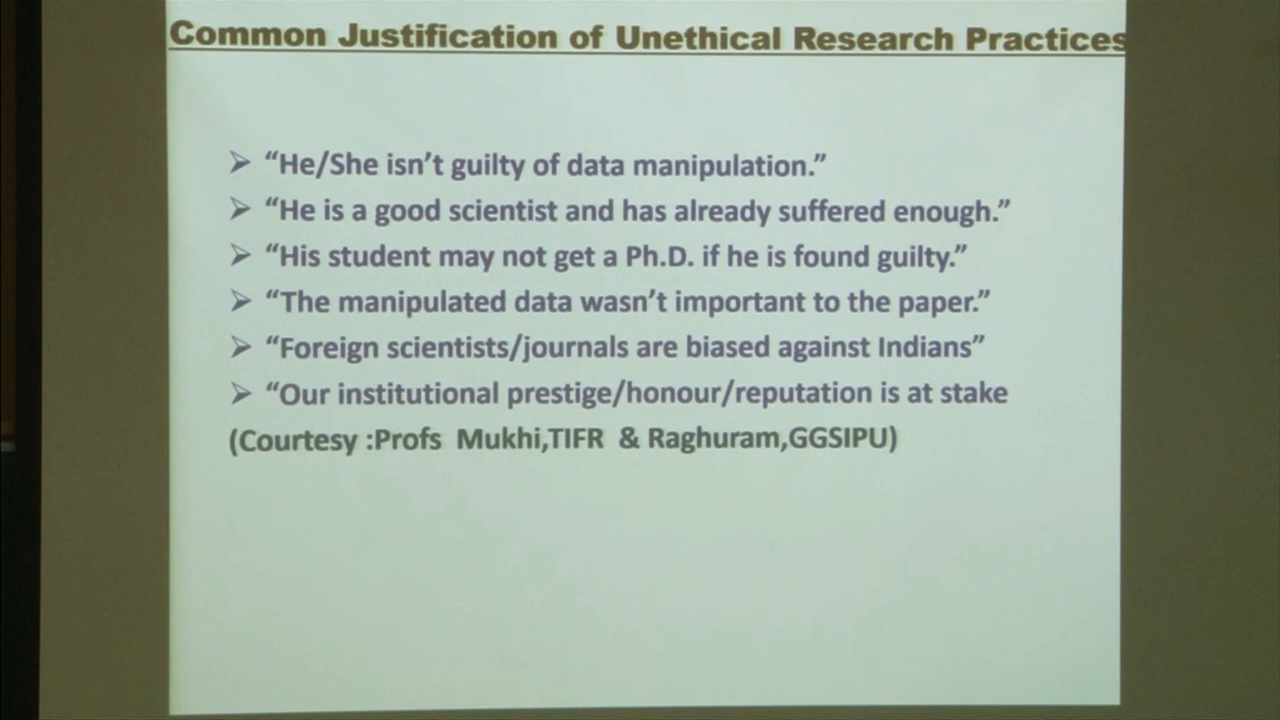 Common Justification of Unethical Research Practices
➢ “He/She isn’t guilty of data manipulation.”
➢ “He is a good scientist and has already suffered enough.”
➢ “His student may not get a Ph.D. if he is found guilty.”
➢ “The manipulated data wasn’t important to the paper.”
➢ “Foreign scientists/journals are biased against Indians”
➢ “Our institutional prestige/honour/reputation is at stake
(Courtesy :Profs Mukhi,TIFR & Raghuram,GGSIPU)